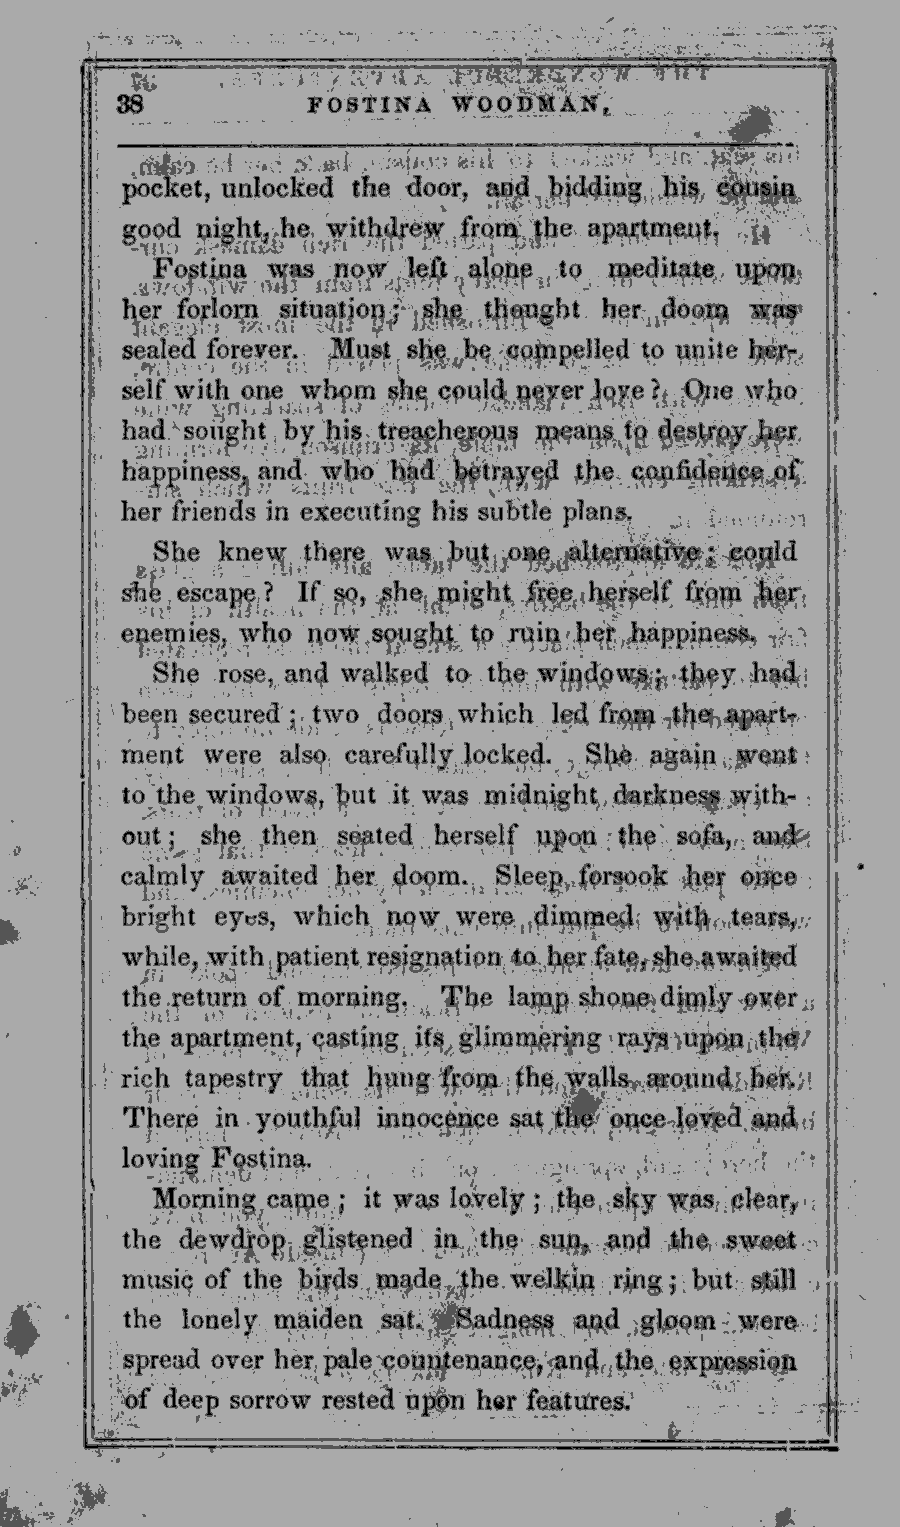 38 FOSTINA WOODMAN,
pocket, unlocked the door, and bidding his cousin
good night, he withdrew from the apartment.
Fostina was now left alone to meditate upon
her forlorn situation; she thought her doom was
sealed forever. Must she be compelled to unite her-
self with one whom she could never love? One who
had sought by his treacherous means to destroy her
happiness, and who had betrayed the confidence of
her friends in executing his subtle plans.
She knew there was but one alternative; could
she escape? If so, she might free herself from her
enemies, who now sought to ruin her happiness.
She rose, and walked to the windows; they had
been secured; two doors which led from the apart-
ment were also carefully locked. She again went
to the windows, but it was midnight darkness with-
out; she then seated herself upon the sofa, and
calmly awaited her doom. Sleep forsook her once
bright eyes, which now were dimmed with tears,
while, with patient resignation to her fate, she awaited
the return of morning. The lamp shone dimly over
the apartment, casting its glimmering rays upon the
rich tapestry that hung from the walls around her.
There in youthful innocence sat the once loved and
loving Fostina.
Morning came; it was lovely; the sky was clear,
the dewdrop glistened in the sun, and the sweet
music of the birds made the welkin ring; but still
the lonely maiden sat. Sadness and gloom were
spread over her pale countenance, and the expression
of deep sorrow rested upon her features.